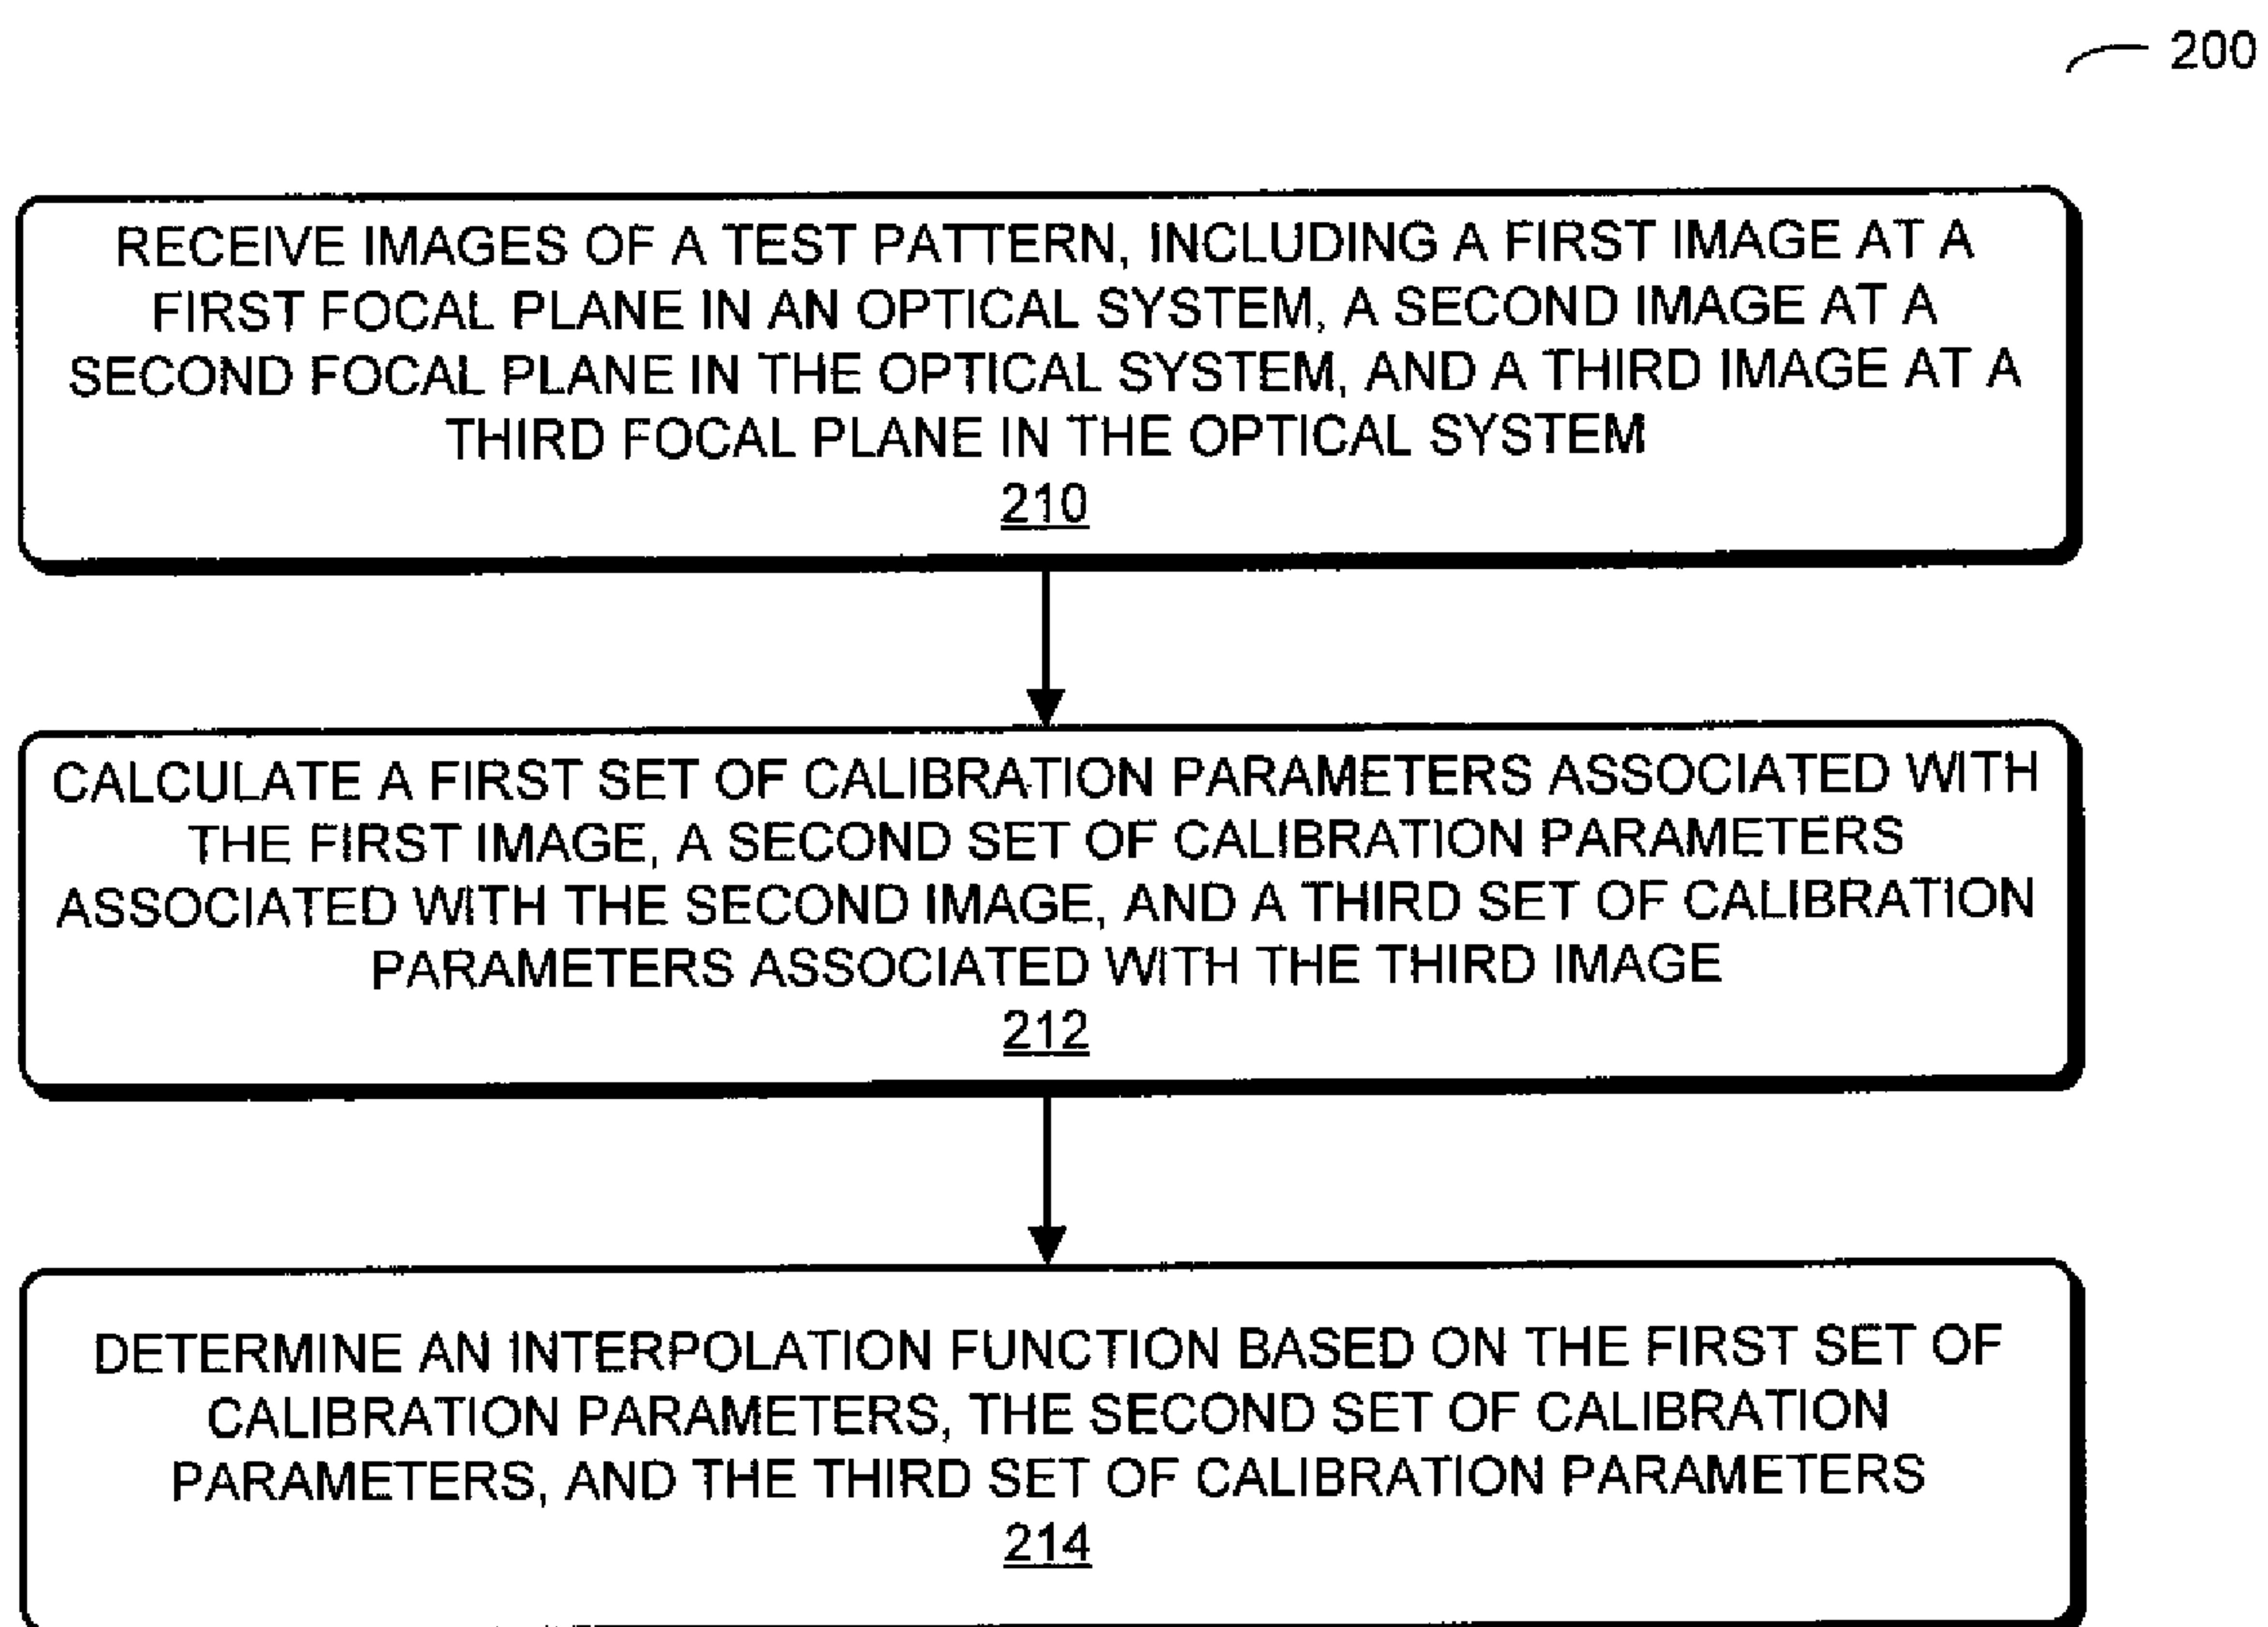 200
RECEIVE IMAGES OF A TEST PATTERN, INCLUDING A FIRST IMAGE AT A
FIRST FOCAL PLANE IN AN OPTICAL SYSTEM, A SECOND IMAGE AT A
SECOND FOCAL PLANE IN THE OPTICAL SYSTEM, AND A THIRD IMAGE AT A
THIRD FOCAL PLANE IN THE OPTICAL SYSTEM
210
CALCULATE A FIRST SET OF CALIBRATION PARAMETERS ASSOCIATED WITH
THE FIRST IMAGE, A SECOND SET OF CALIBRATION PARAMETERS
ASSOCIATED WITH THE SECOND IMAGE, AND A THIRD SET OF CALIBRATION
PARAMETERS ASSOCIATED WITH THE THIRD IMAGE
212
DETERMINE AN INTERPOLATION FUNCTION BASED ON THE FIRST SET OF
CALIBRATION PARAMETERS, THE SECOND SET OF CALIBRATION
PARAMETERS, AND THE THIRD SET OF CALIBRATION PARAMETERS
214